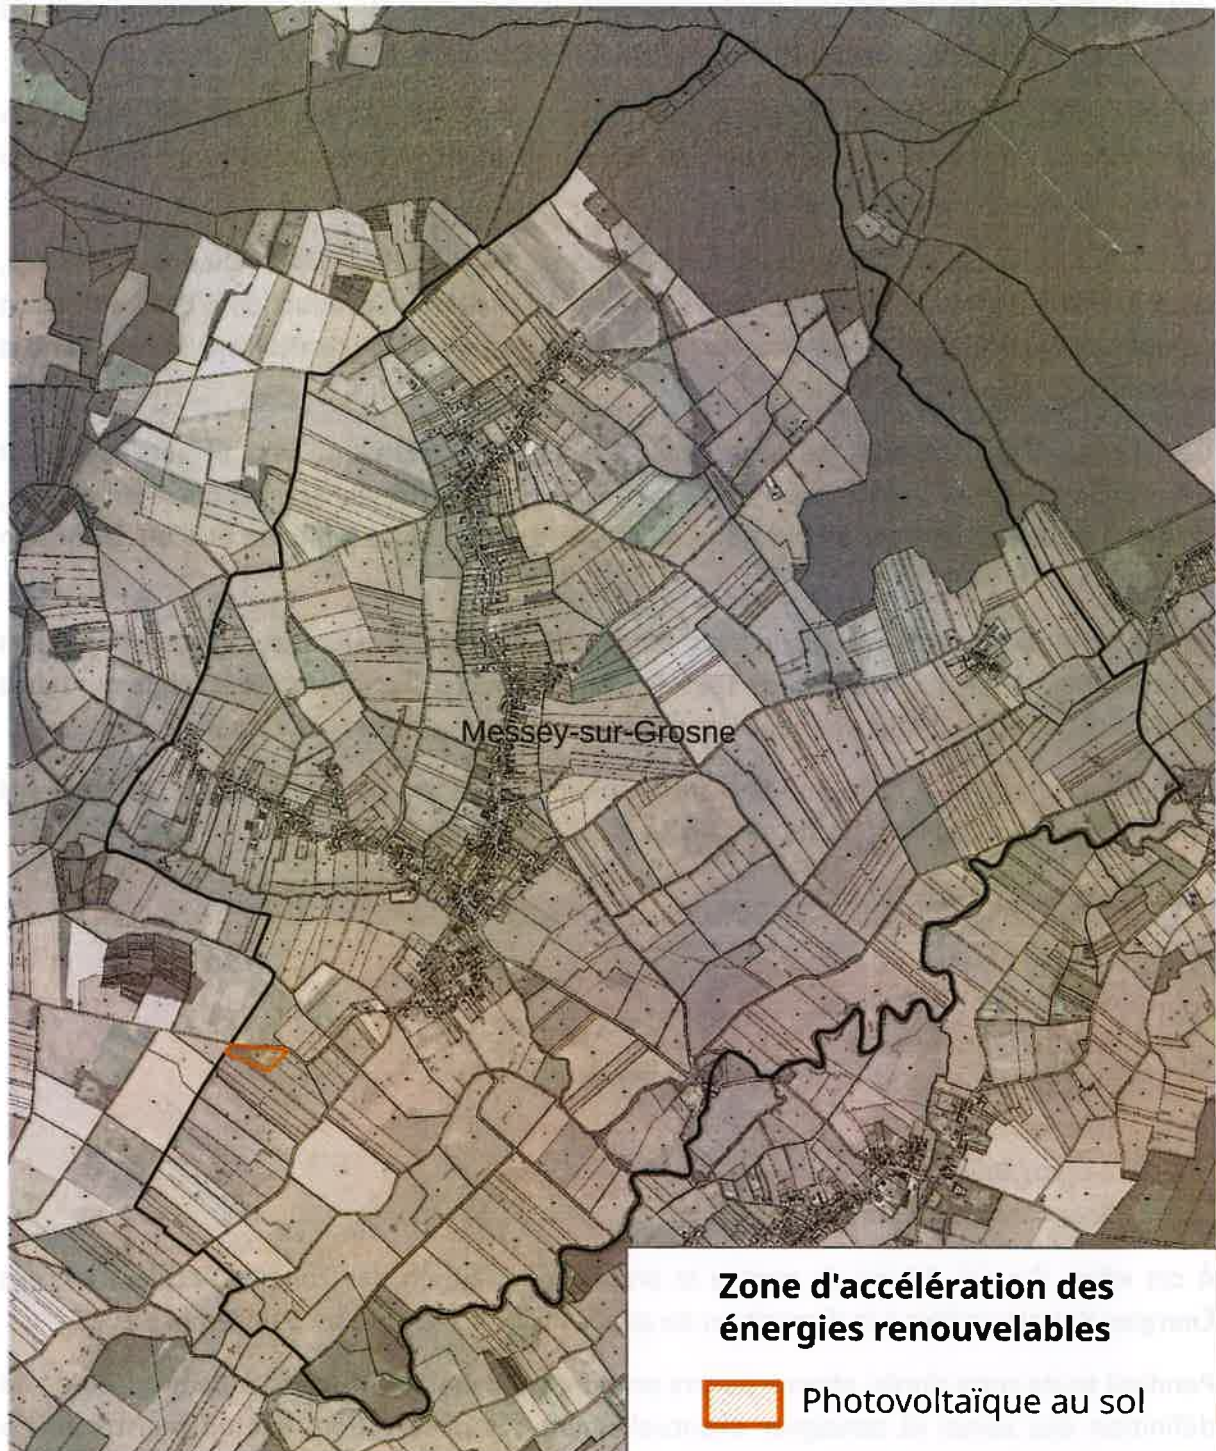 Messey-sur-Grosne
Zone d'accélération des
énergies renouvelables
Photovoltaïque au sol